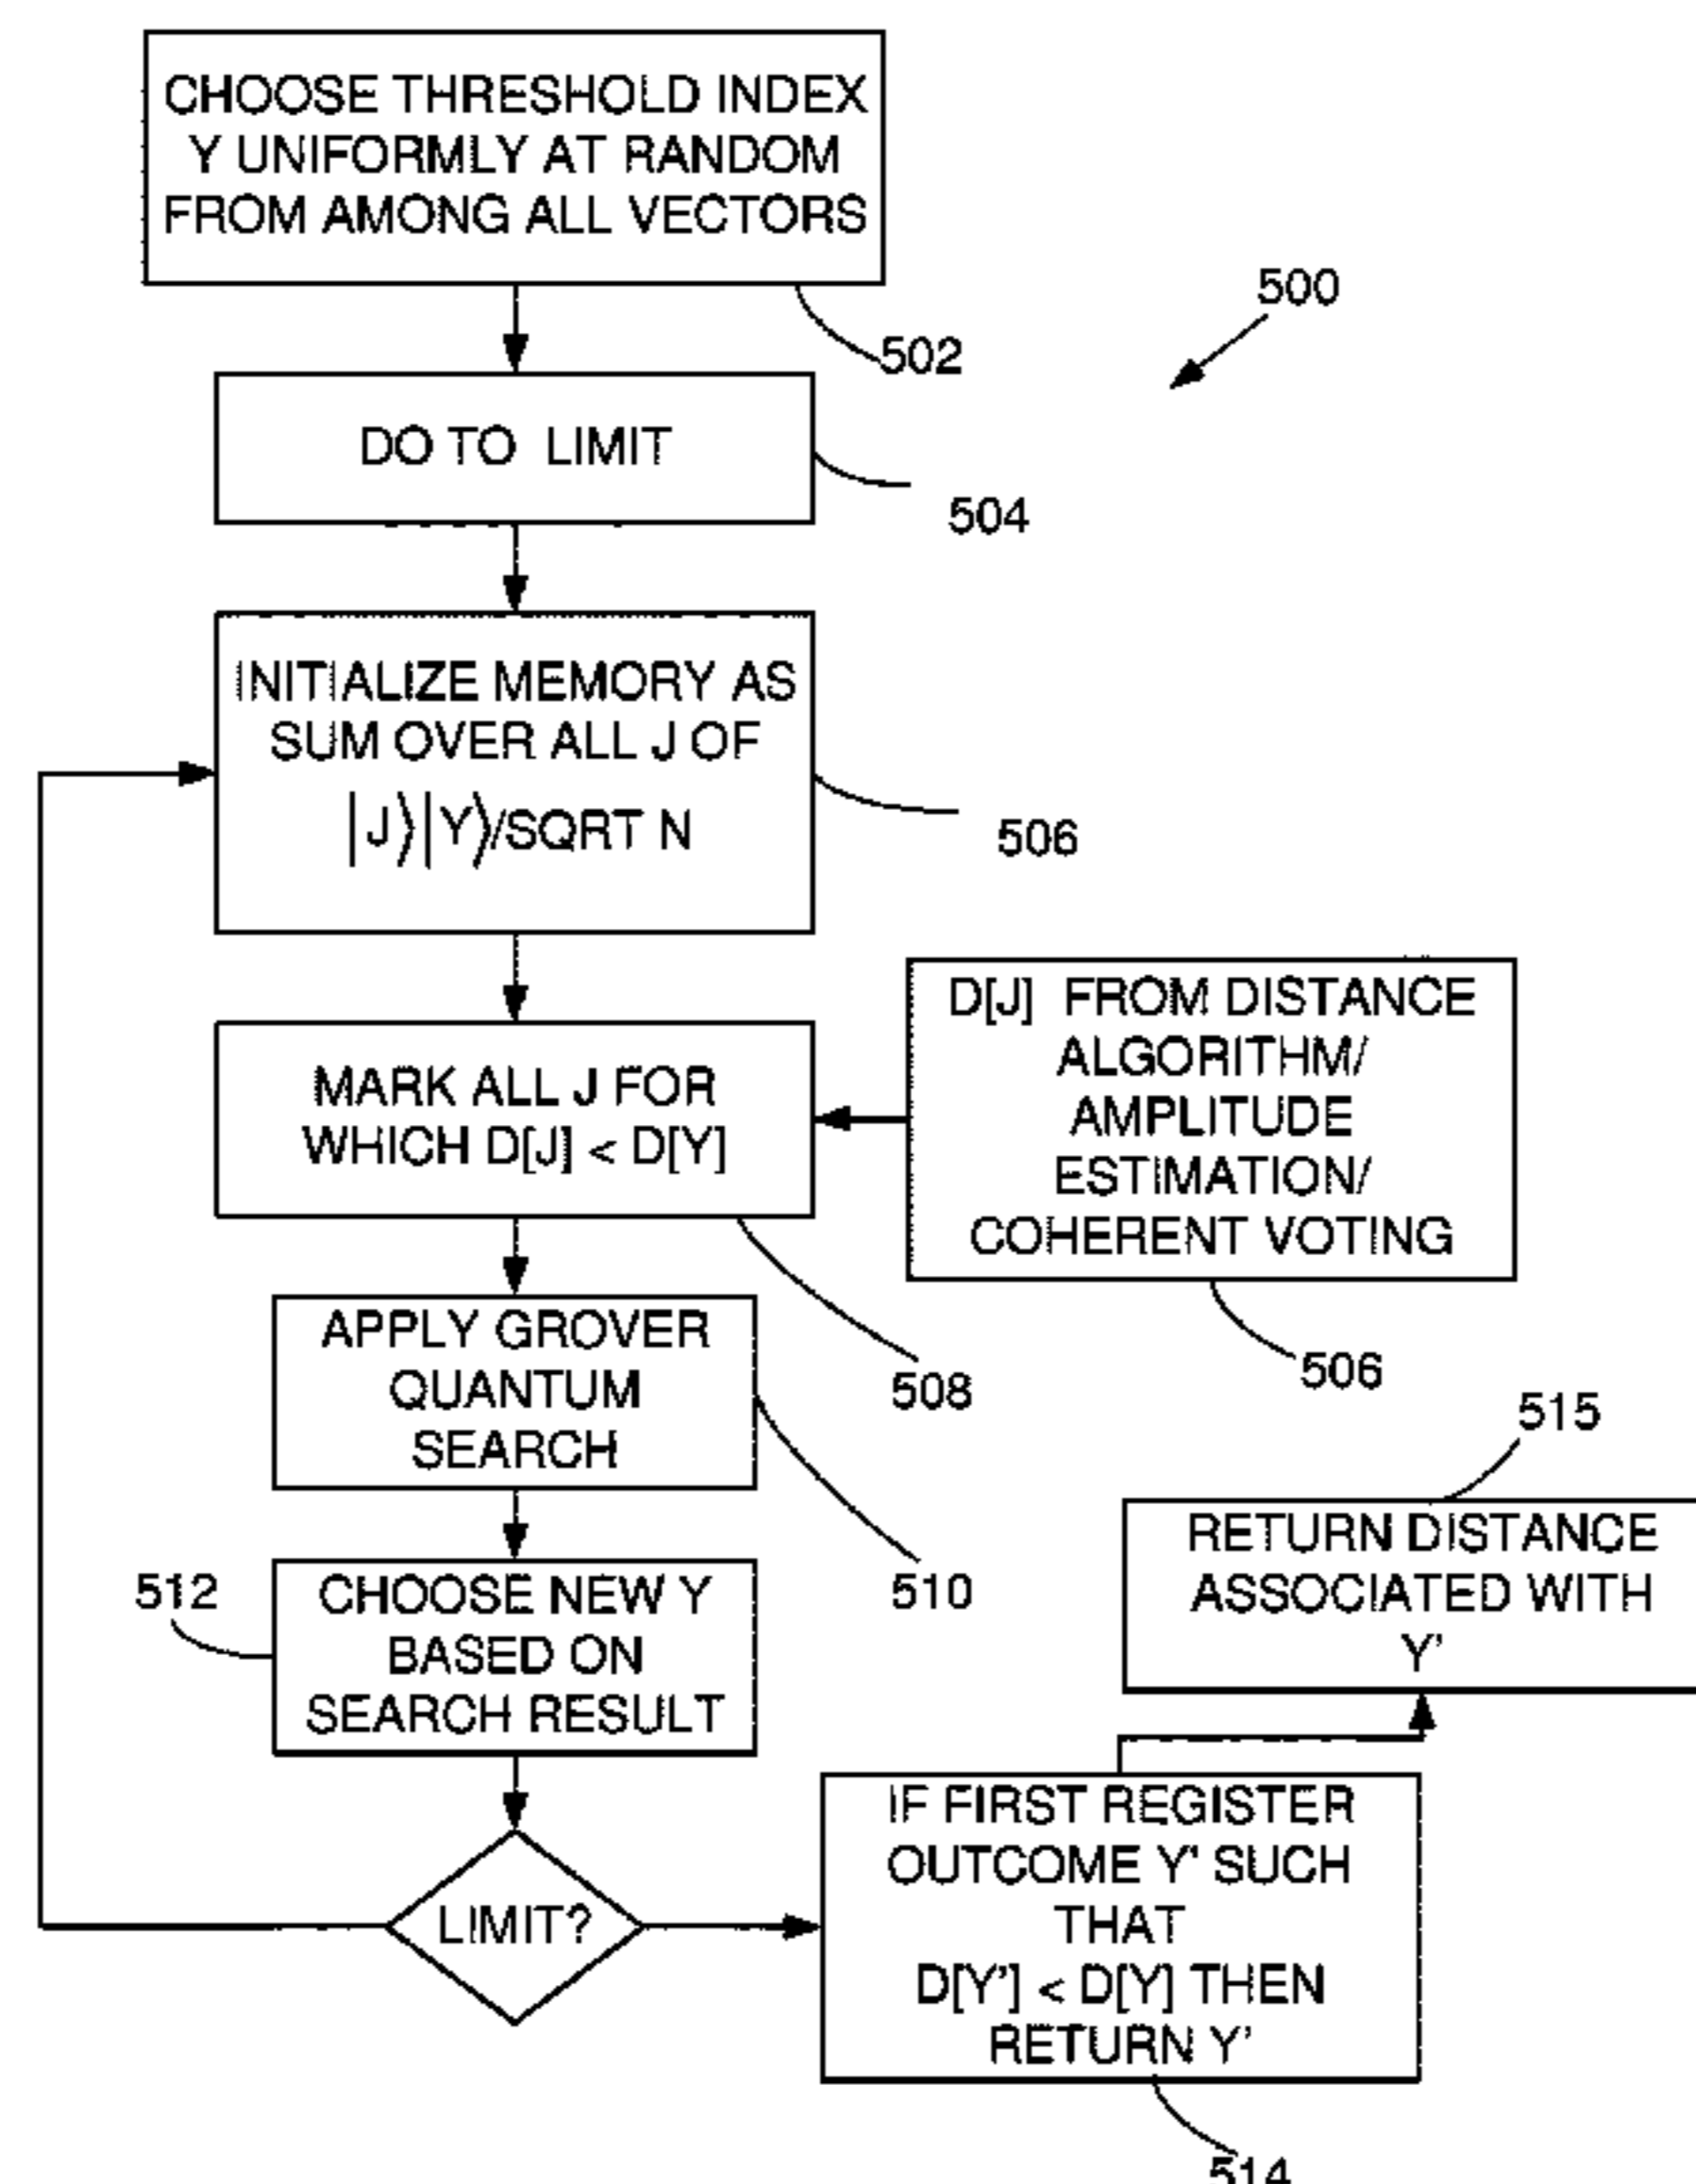 CHOOSE THRESHOLD INDEX
Y UNIFORMLY AT RANDOM
FROM AMONG ALL VECTORS
500
502
DO TO LIMIT
504
INITIALIZE MEMORY AS
SUM OVER ALL J OF
|J⟩|Y⟩/SQRT N
506
MARK ALL J FOR
WHICH D[J] < D[Y]
508
D[J] FROM DISTANCE
ALGORITHM/
AMPLITUDE
ESTIMATION/
COHERENT VOTING
506
APPLY GROVER
QUANTUM
SEARCH
510
515
RETURN DISTANCE
ASSOCIATED WITH
Y'
512
CHOOSE NEW Y
BASED ON
SEARCH RESULT
LIMIT?
IF FIRST REGISTER
OUTCOME Y' SUCH
THAT
D[Y'] < D[Y] THEN
RETURN Y'
514